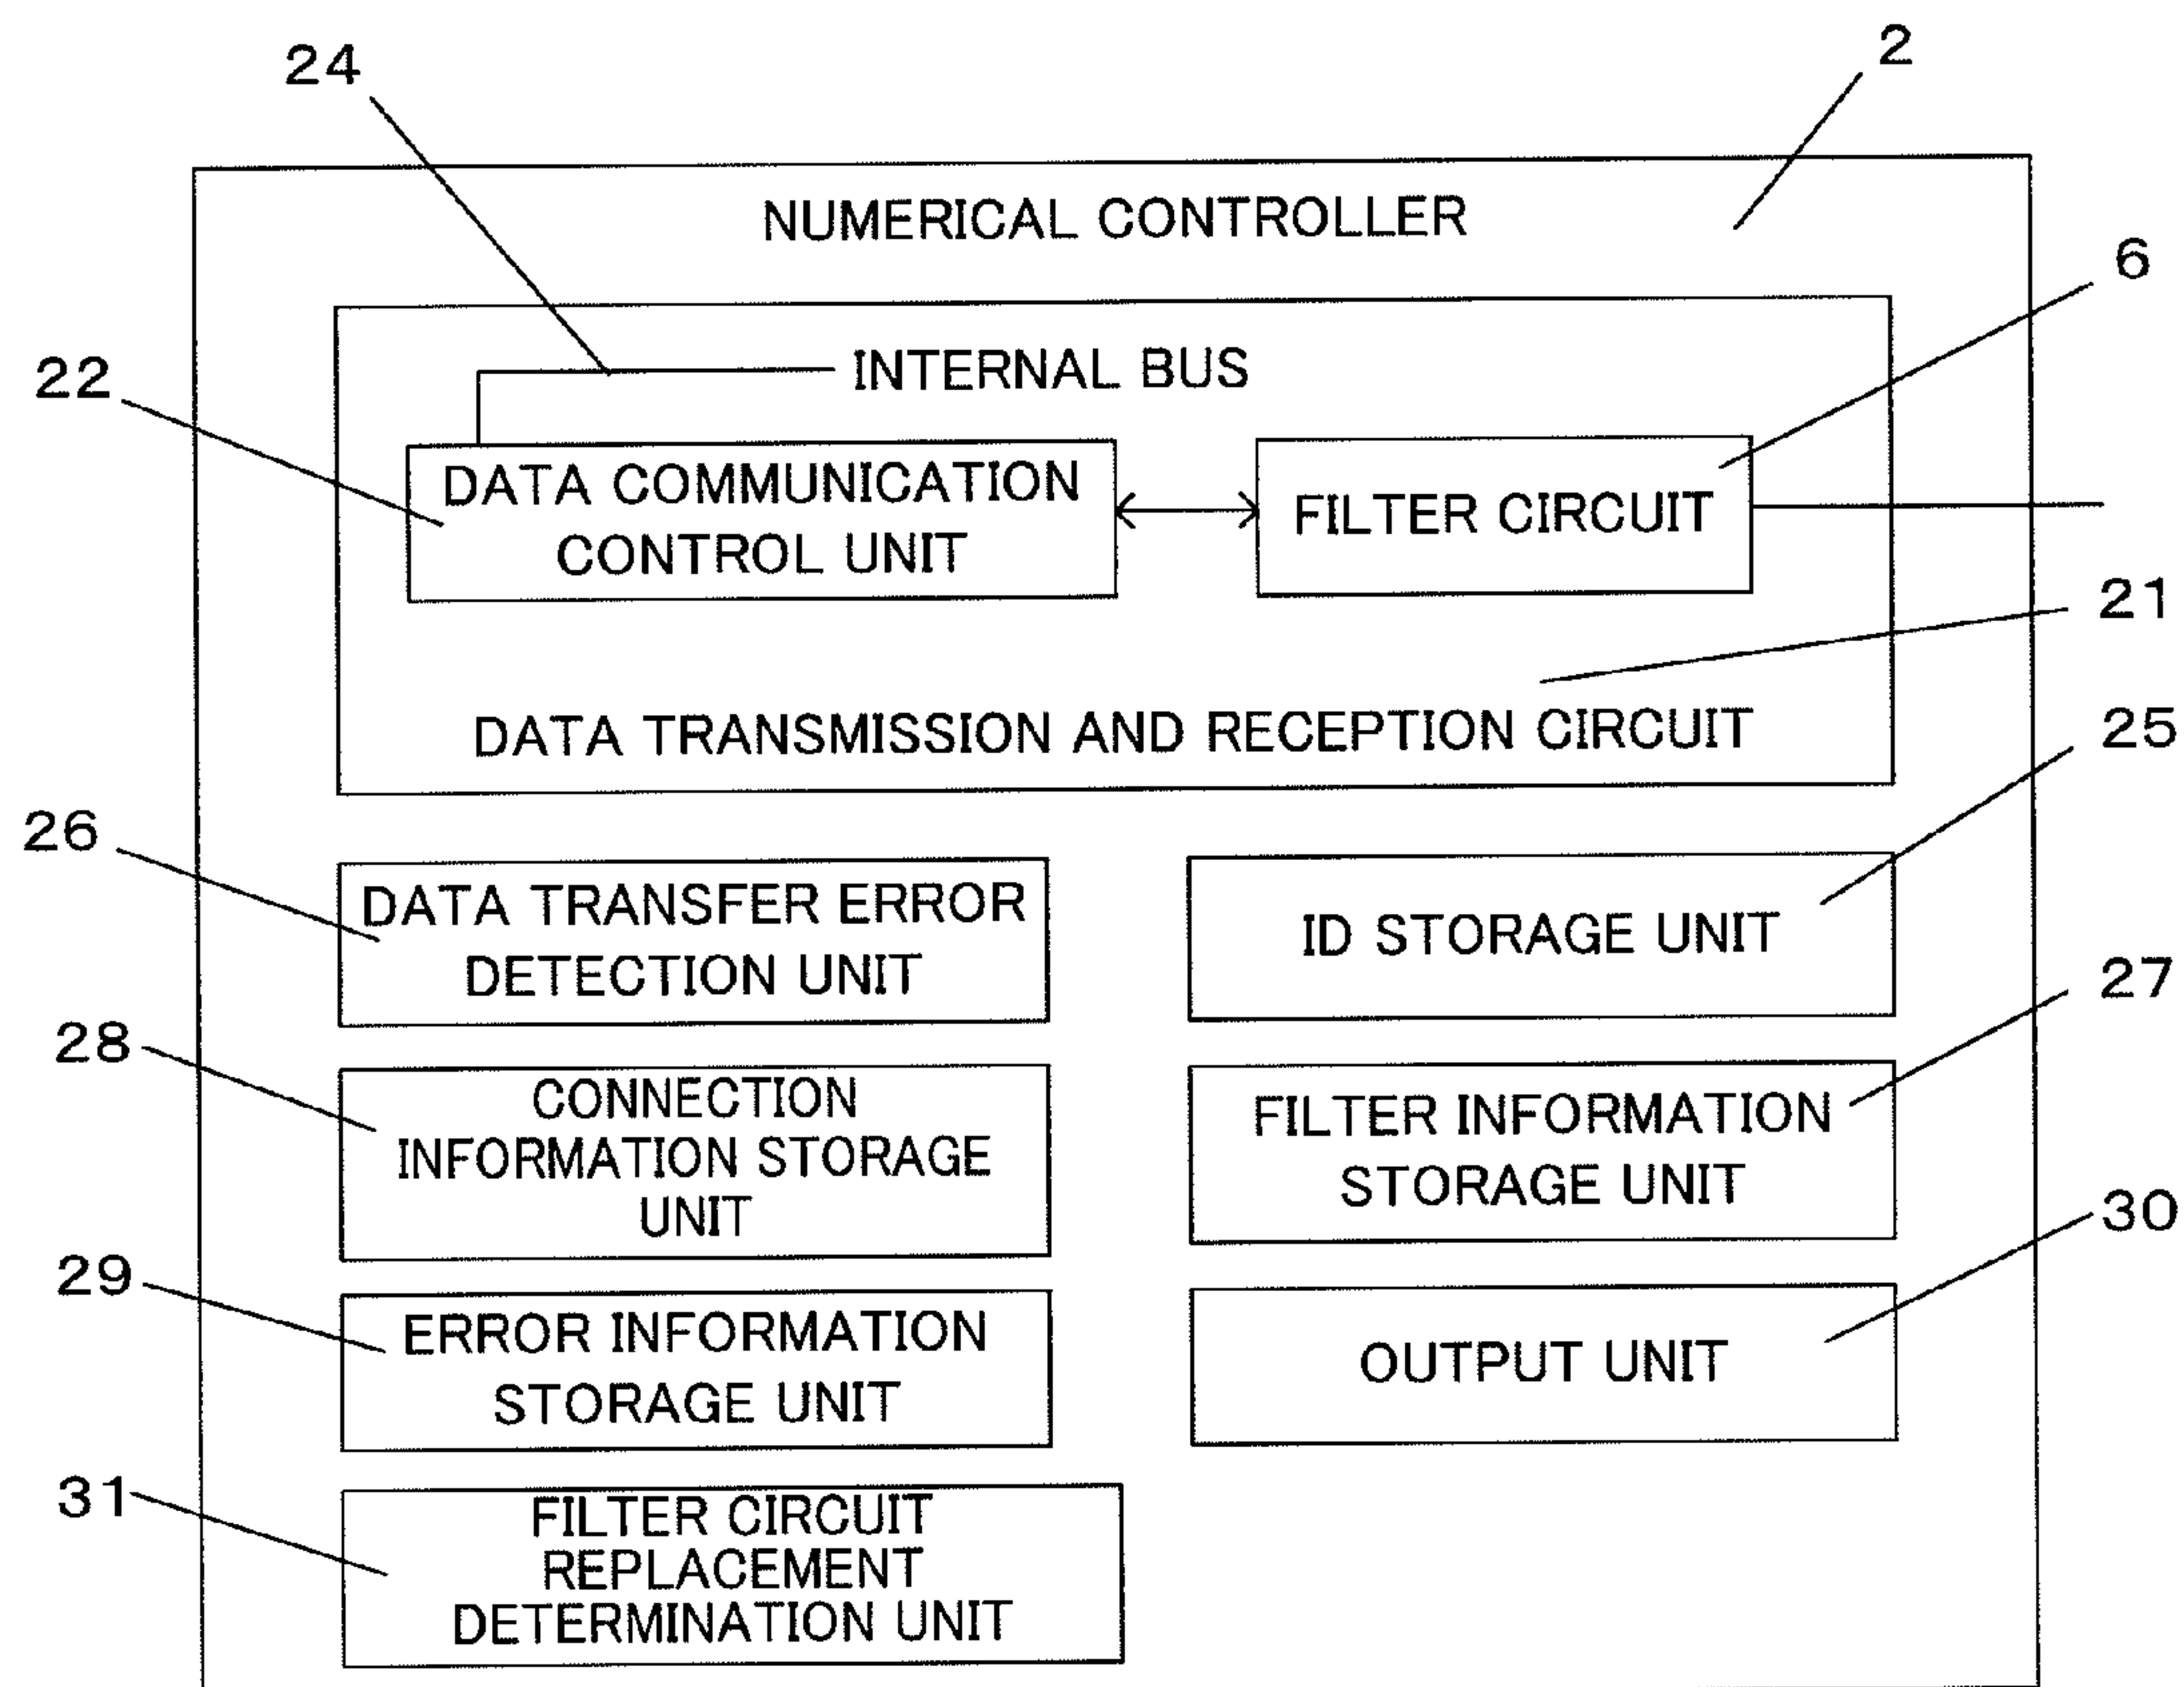 24
2
NUMERICAL CONTROLLER
6
INTERNAL BUS
22
DATA COMMUNICATION
CONTROL UNIT
FILTER CIRCUIT
21
DATA TRANSMISSION AND RECEPTION CIRCUIT
25
26
DATA TRANSFER ERROR
DETECTION UNIT
ID STORAGE UNIT
27
28
CONNECTION
INFORMATION STORAGE
UNIT
FILTER INFORMATION
STORAGE UNIT
30
29
ERROR INFORMATION
STORAGE UNIT
OUTPUT UNIT
31
FILTER CIRCUIT
REPLACEMENT
DETERMINATION UNIT